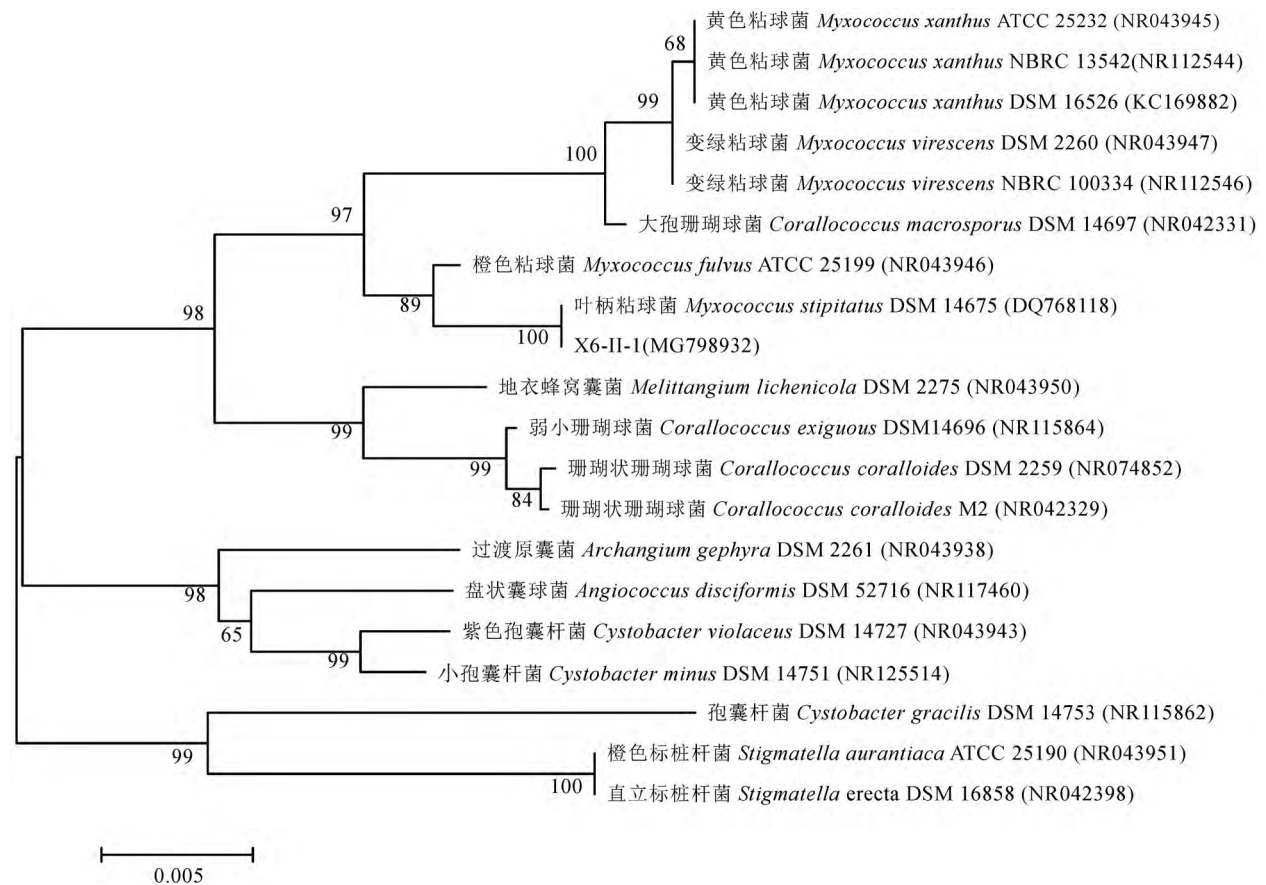 黄色粘球菌 Myxococcus xanthus ATCC 25232 (NR043945)
68
黄色粘球菌 Myxococcus xanthus NBRC 13542(NR112544)
99
黄色粘球菌 Myxococcus xanthus DSM 16526 (KC169882)
变绿粘球菌 Myxococcus virescens DSM 2260 (NR043947)
100
变绿粘球菌 Myxococcus virescens NBRC 100334 (NR112546)
97
大孢珊瑚球菌 Corallococcus macrosporus DSM 14697 (NR042331)
橙色粘球菌 Myxococcus fulvus ATCC 25199 (NR043946)
89
98
叶柄粘球菌 Myxococcus stipitatus DSM 14675 (DQ768118)
100
X6-II-1(MG798932)
地衣蜂窝囊菌 Melittangium lichenicola DSM 2275 (NR043950)
99
弱小珊瑚球菌 Corallococcus exiguous DSM14696 (NR115864)
99
珊瑚状珊瑚球菌 Corallococcus coralloides DSM 2259 (NR074852)
84
珊瑚状珊瑚球菌 Corallococcus coralloides M2 (NR042329)
过渡原囊菌 Archangium gephyra DSM 2261 (NR043938)
98
盘状囊球菌 Angiococcus disciformis DSM 52716 (NR117460)
65
紫色孢囊杆菌 Cystobacter violaceus DSM 14727 (NR043943)
99
小孢囊杆菌 Cystobacter minus DSM 14751 (NR125514)
孢囊杆菌 Cystobacter gracilis DSM 14753 (NR115862)
99
橙色标桩杆菌 Stigmatella aurantiaca ATCC 25190 (NR043951)
100
直立标桩杆菌 Stigmatella erecta DSM 16858 (NR042398)
0.005